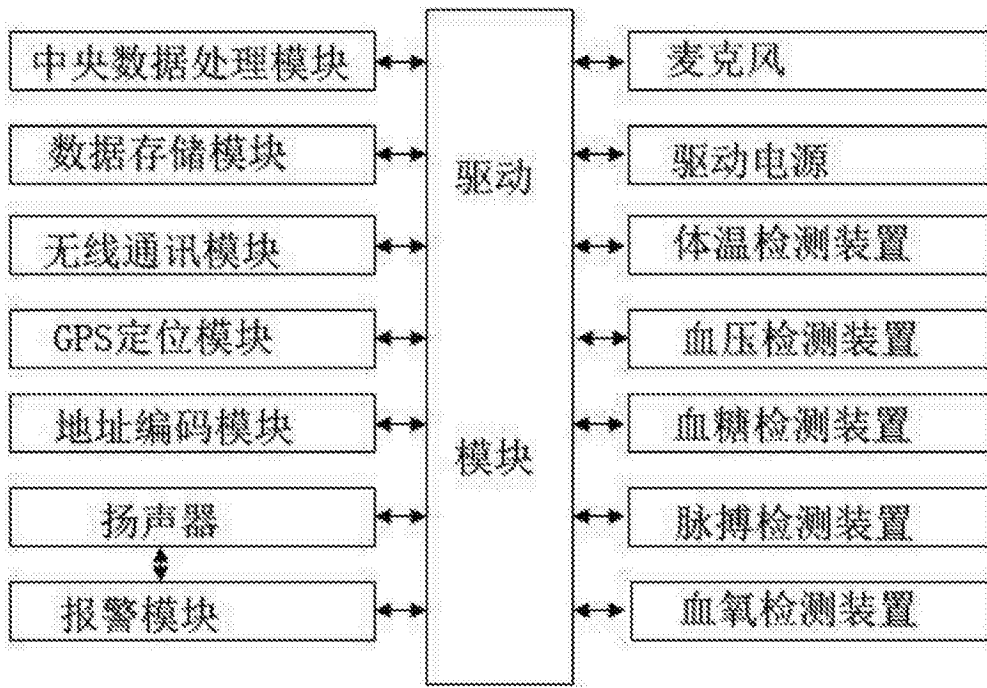 中央数据处理模块
数据存储模块
无线通讯模块
GPS定位模块
地址编码模块
扬声器
报警模块
驱动
模块
麦克风
驱动电源
体温检测装置
血压检测装置
血糖检测装置
脉搏检测装置
血氧检测装置